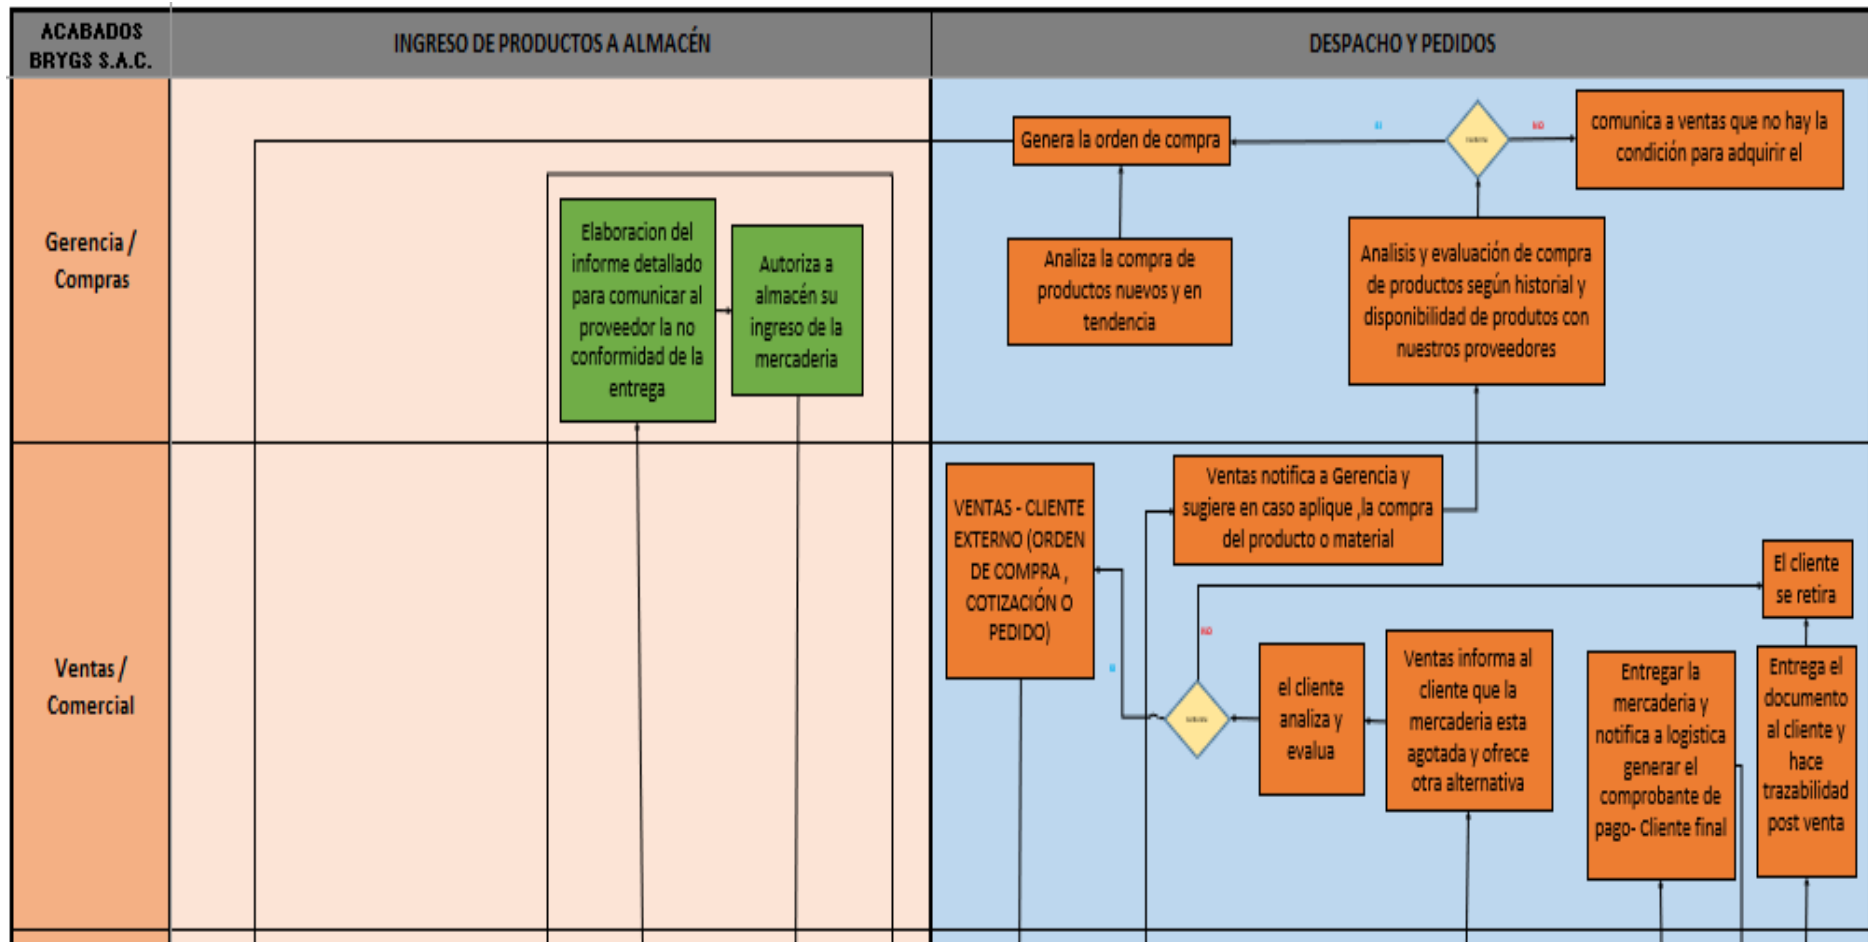 ACABADOS
BRYGS S.A.C.
INGRESO DE PRODUCTOS A ALMACÉN
DESPACHO Y PEDIDOS
Gerencia /
Compras
Elaboracion del
informe detallado
para comunicar al
proveedor la no
conformidad de la
entrega
Autoriza a
almacén su
ingreso de la
mercaderia
Genera la orden de compra
SI
NO
comunica a ventas que no hay la
condición para adquirir el
Analiza la compra de
productos nuevos y en
tendencia
Analisis y evaluación de compra
de productos según historial y
disponibilidad de produtos con
nuestros proveedores
Ventas /
Comercial
VENTAS - CLIENTE
EXTERNO (ORDEN
DE COMPRA ,
COTIZACIÓN O
PEDIDO)
Ventas notifica a Gerencia y
sugiere en caso aplique ,la compra
del producto o material
El cliente
se retira
NO
SI
el cliente
analiza y
evalua
Ventas informa al
cliente que la
mercaderia esta
agotada y ofrece
otra alternativa
Entregar la
mercaderia y
notifica a logistica
generar el
comprobante de
pago- Cliente final
Entrega el
documento
al cliente y
hace
trazabilidad
post venta